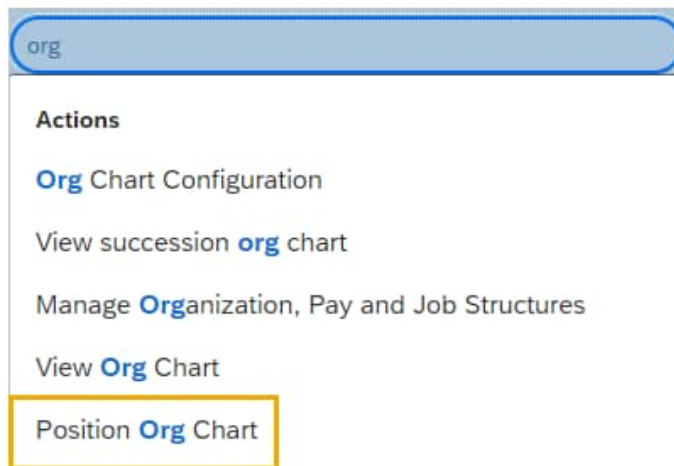 org
Actions
Org Chart Configuration
View succession org chart
Manage Organization, Pay and Job Structures
View Org Chart
Position Org Chart